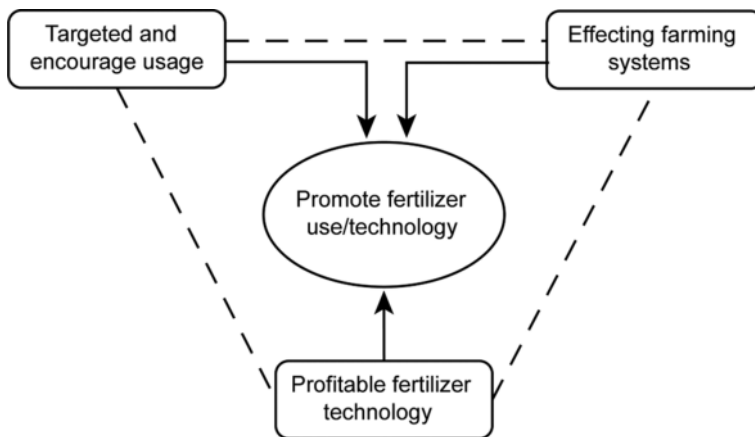 Targeted and
encourage usage
Effecting farming
systems
Promote fertilizer
use/technology
Profitable fertilizer
technology